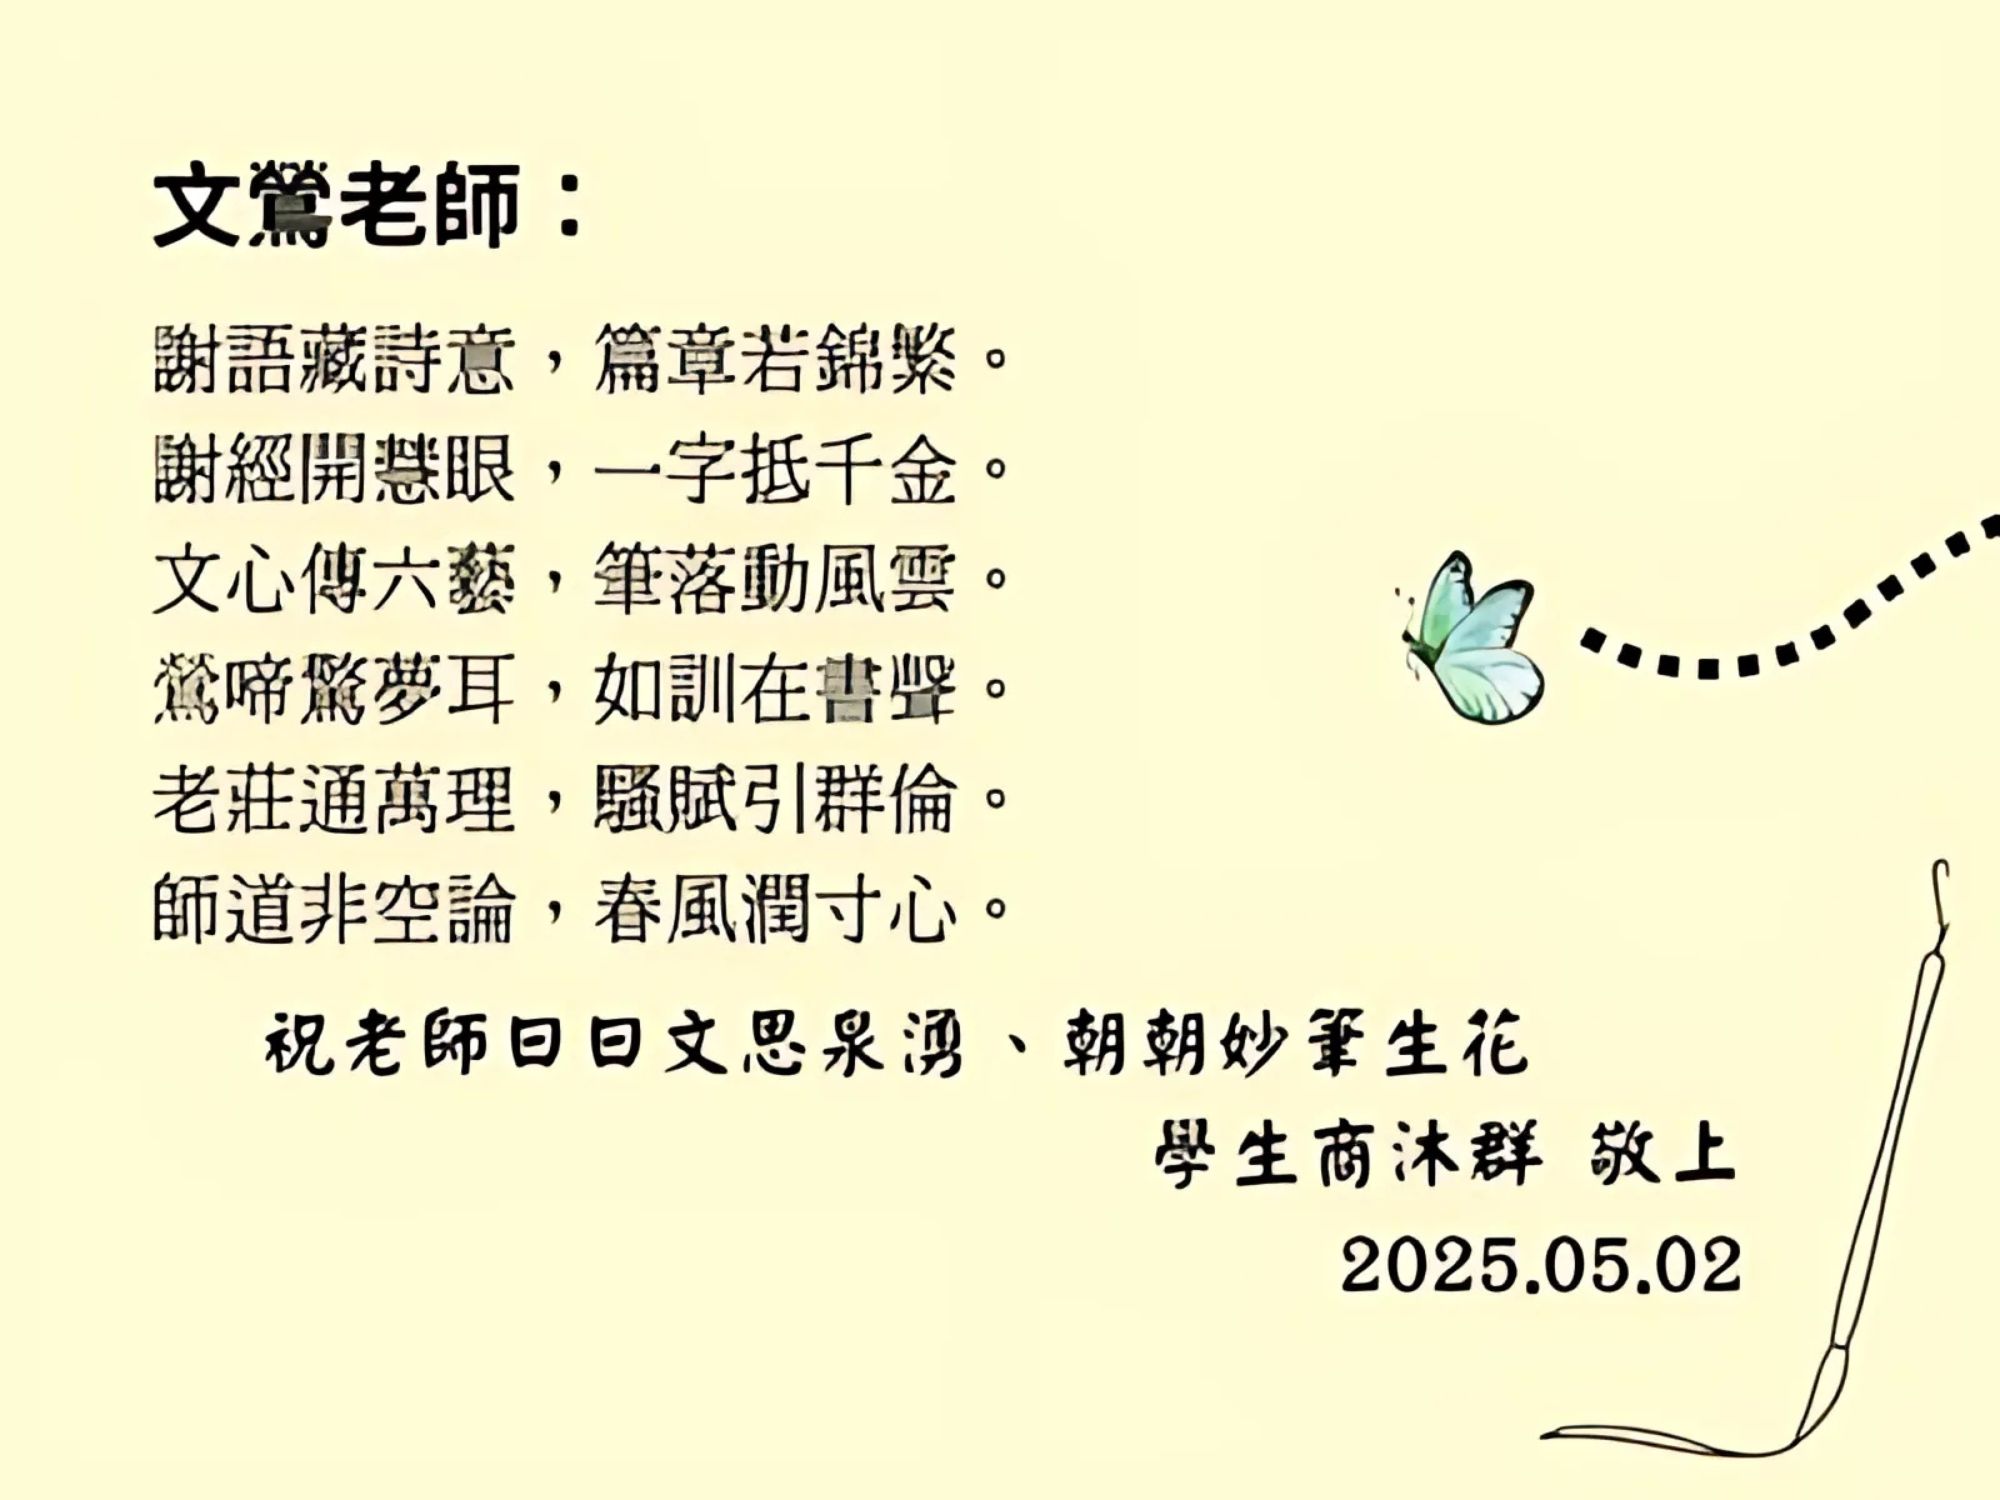 文鶯老師：
謝語藏詩意，篇章若錦繁。
謝經開慧眼，一字抵千金。
文心傳六藝，筆落動風雲。
鶯啼驚夢耳，如訓在書聲。
老莊通萬理，騷賦引群倫。
師道非空論，春風潤寸心。
祝老師日日文思泉湧、朝朝妙筆生花
學生商沐群 敬上
2025.05.02